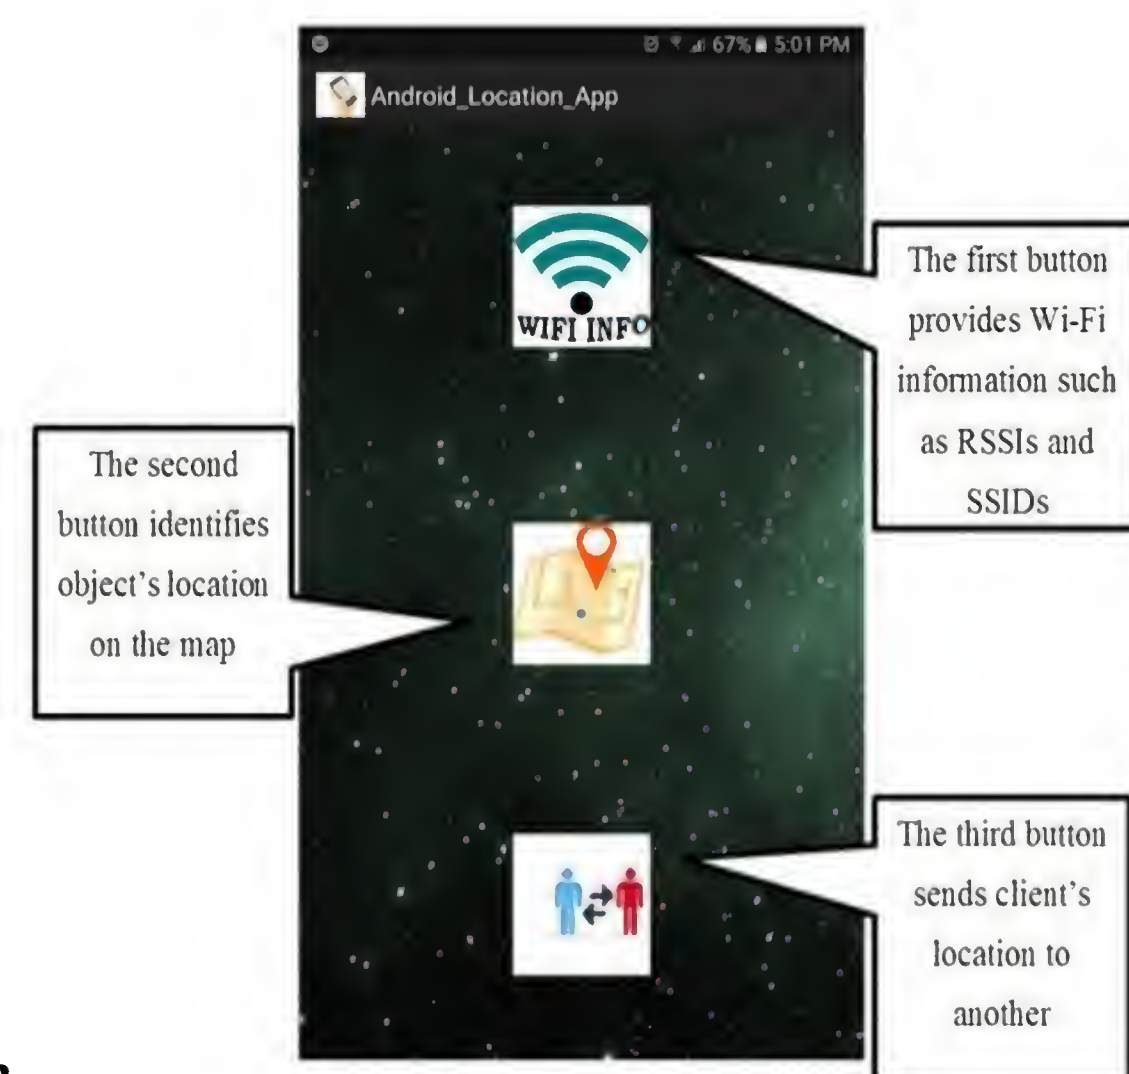 67% 5:01 PM
Android_Location_App
WIFI INFO
The first button
provides Wi-Fi
information such
as RSSIs and
SSIDs
The second
button identifies
object's location
on the map
The third button
sends client's
location to
another